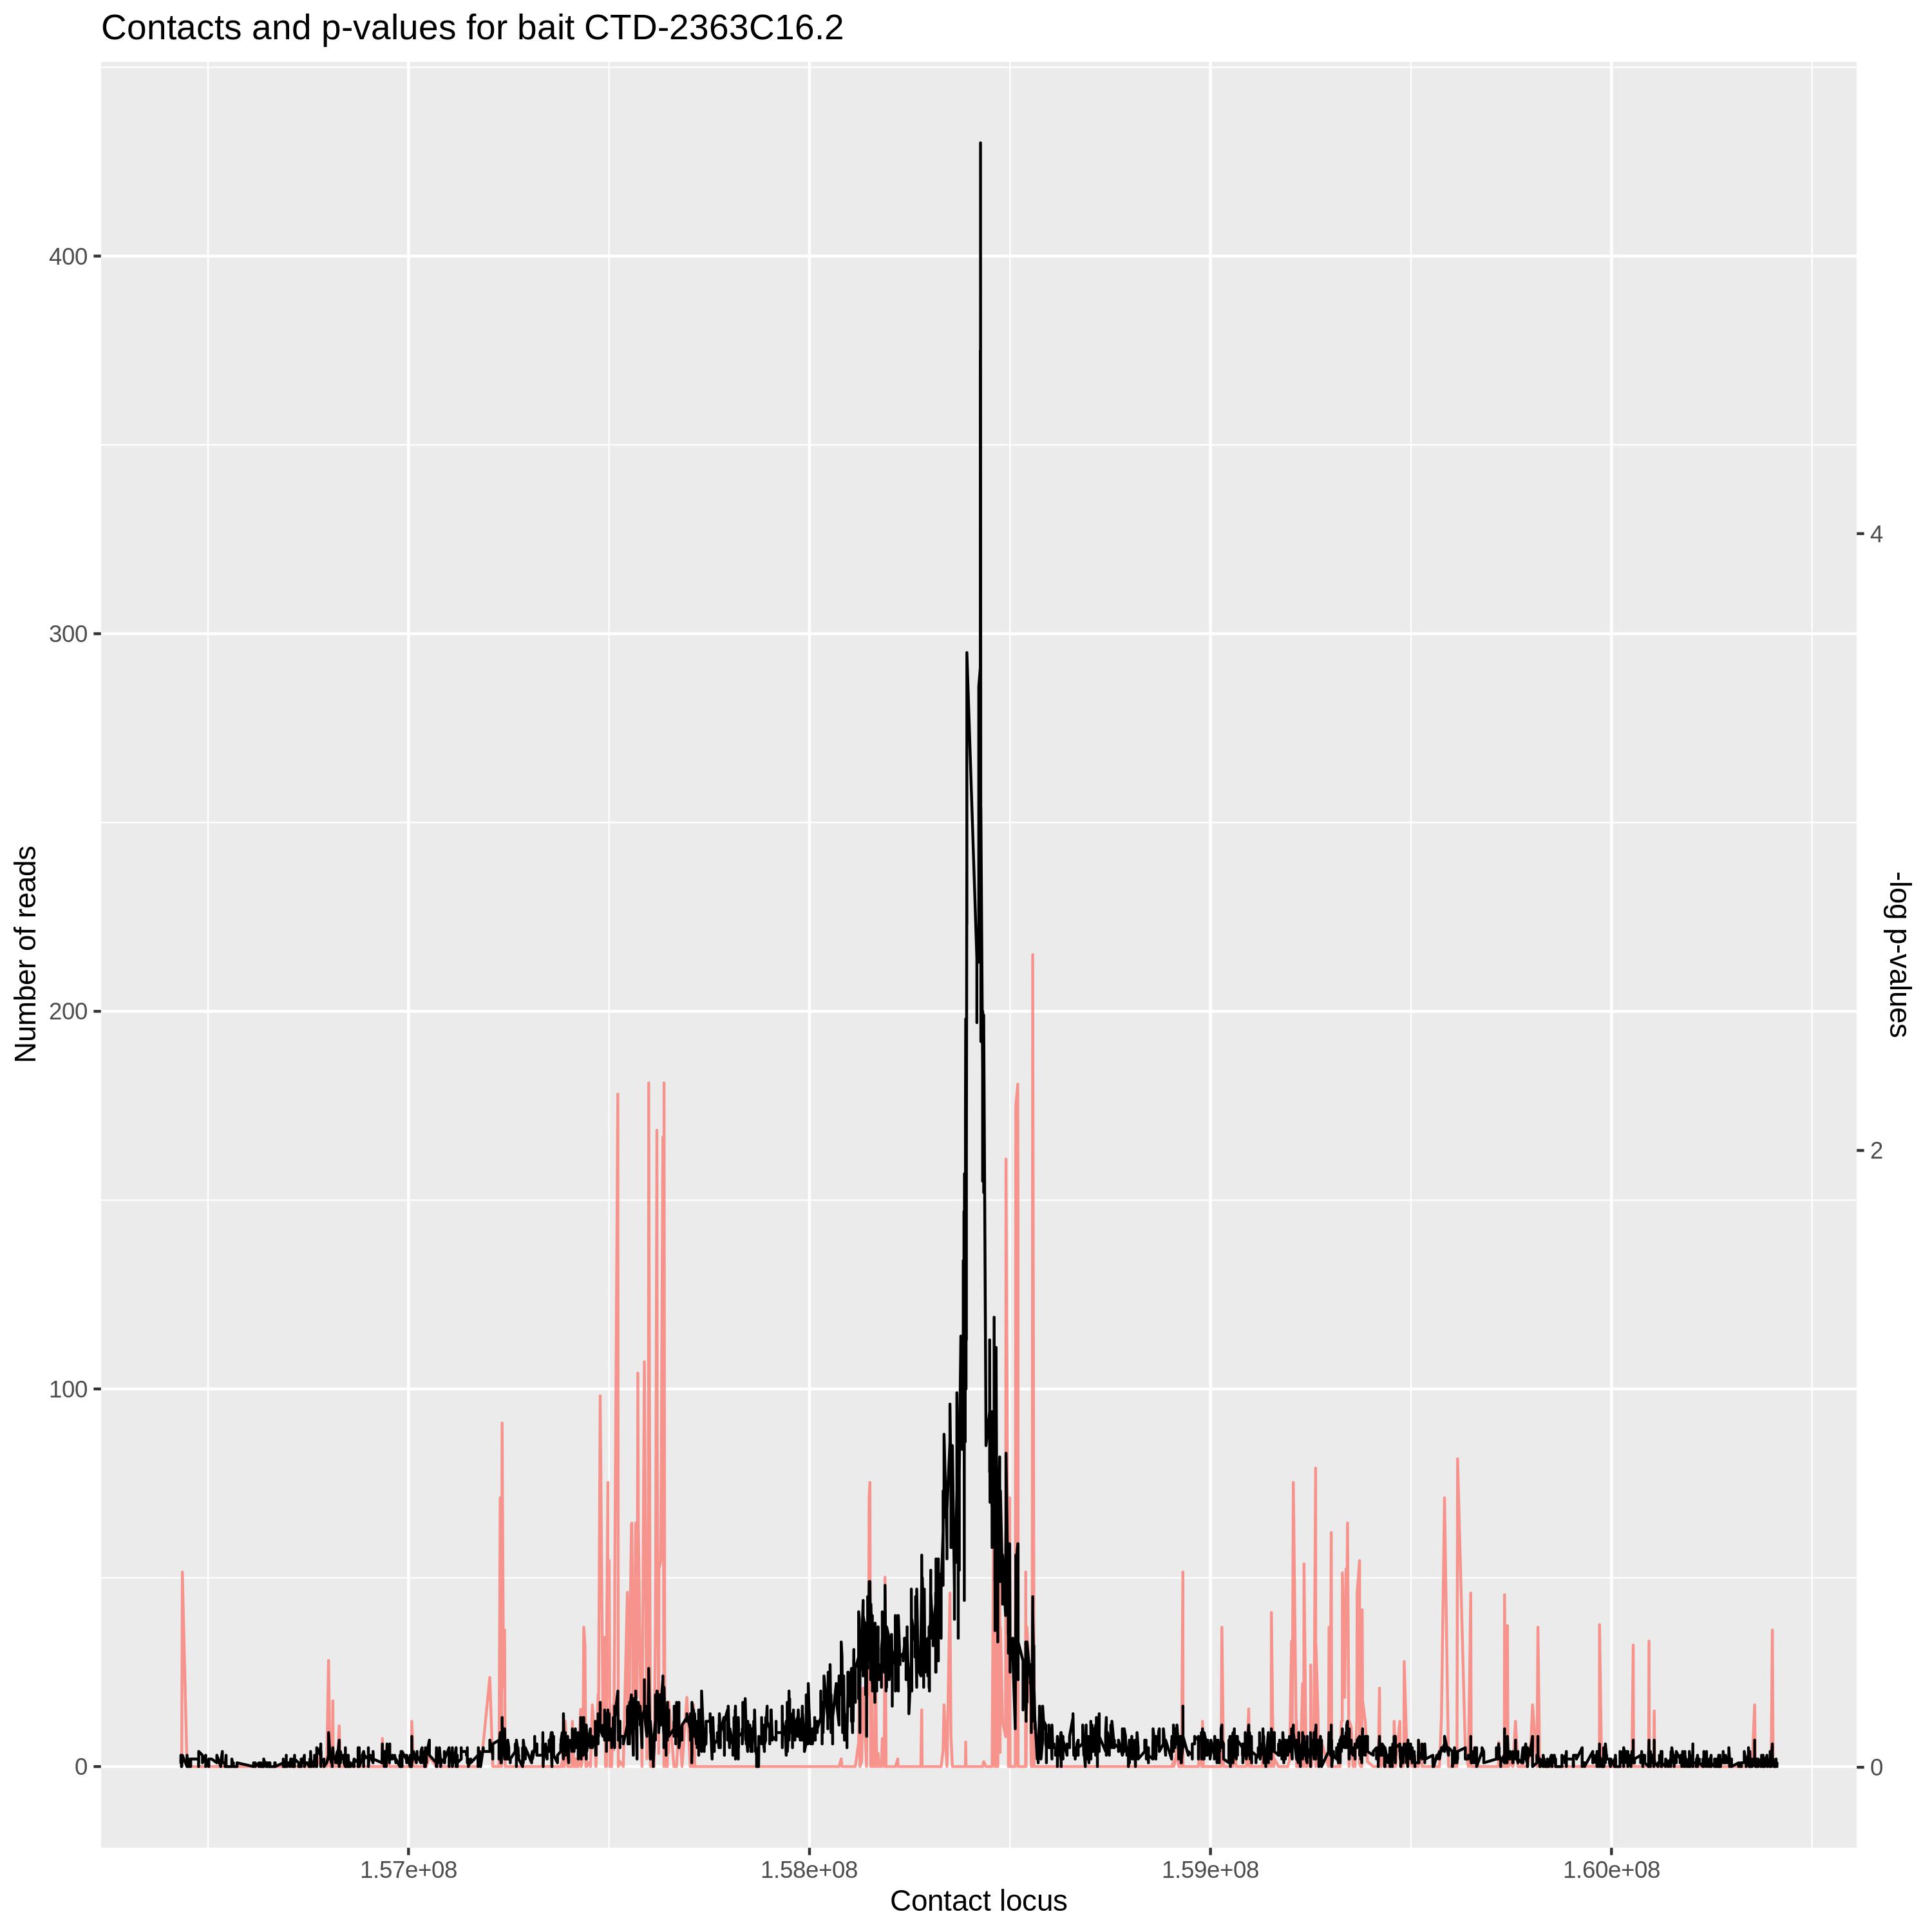 Contacts and p-values for bait CTD-2363C16.2
400
300
200
100
0
Number of reads
4
2
0
-log p-values
1.57e+08
1.58e+08
1.59e+08
1.60e+08
Contact locus